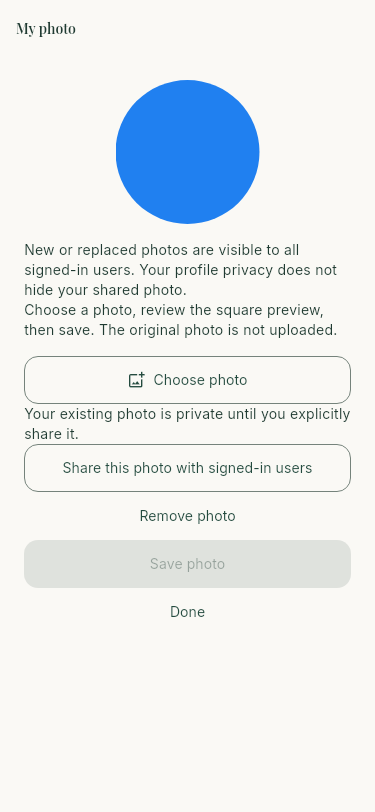 My photo
New or replaced photos are visible to all
signed-in users. Your profile privacy does not
hide your shared photo.
Choose a photo, review the square preview,
then save. The original photo is not uploaded.
Choose photo
Your existing photo is private until you explicitly
share it.
Share this photo with signed-in users
Remove photo
Save photo
Done